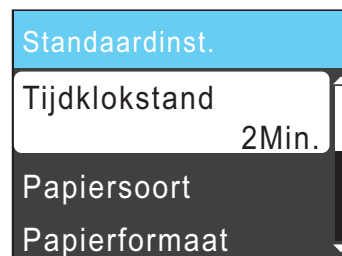 Standaardinst.
Tijdklokstand
2Min.
Papiersoort
Papierformaat